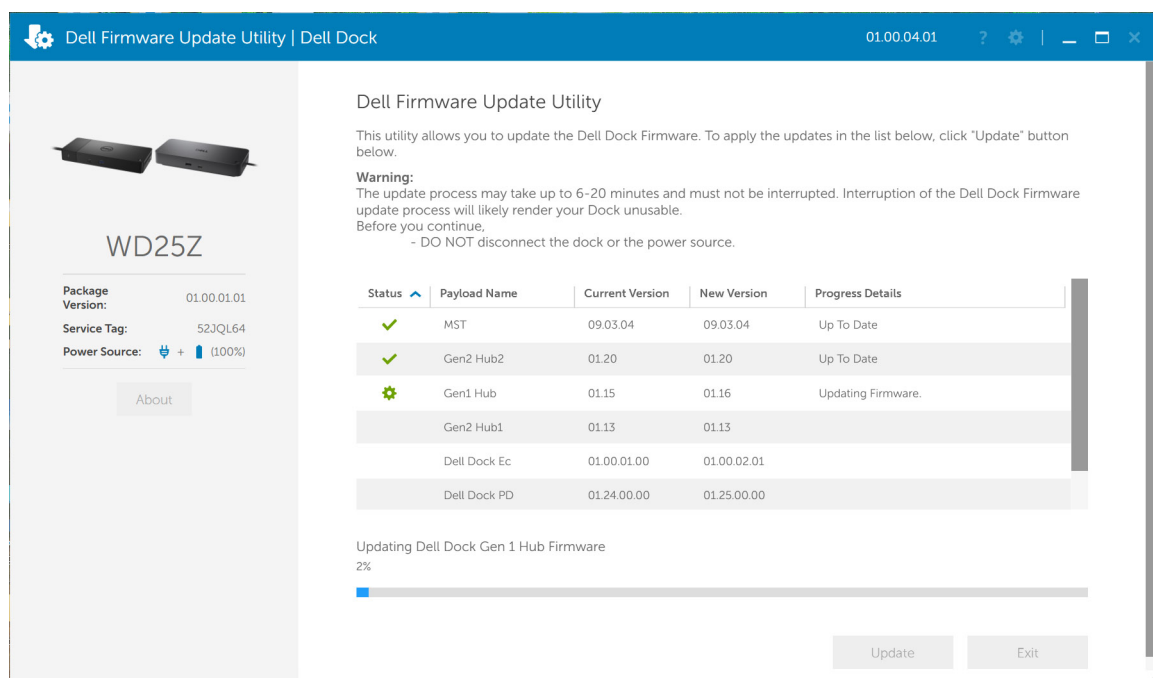 Dell Firmware Update Utility | Dell Dock
01.00.04.01
?
WD25Z
Package Version: 01.00.01.01
Service Tag: 52JQL64
Power Source: + (100%)
About
Dell Firmware Update Utility
This utility allows you to update the Dell Dock Firmware. To apply the updates in the list below, click "Update" button
below.
Warning:
The update process may take up to 6-20 minutes and must not be interrupted. Interruption of the Dell Dock Firmware
update process will likely render your Dock unusable.
Before you continue,
- DO NOT disconnect the dock or the power source.
Status Payload Name Current Version New Version Progress Details
MST 09.03.04 09.03.04 Up To Date
Gen2 Hub2 01.20 01.20 Up To Date
Gen1 Hub 01.15 01.16 Updating Firmware.
Gen2 Hub1 01.13 01.13
Dell Dock Ec 01.00.01.00 01.00.02.01
Dell Dock PD 01.24.00.00 01.25.00.00
Updating Dell Dock Gen 1 Hub Firmware
2%
Update
Exit